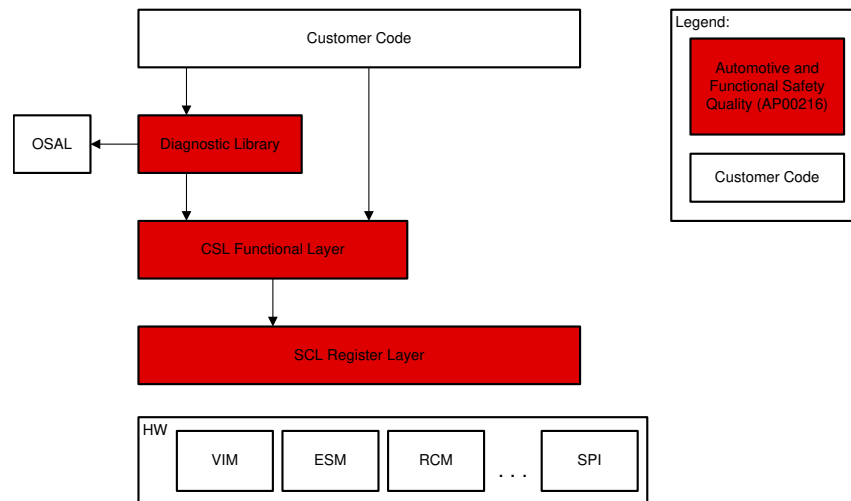 Customer Code
Legend:
Automotive and
Functional Safety
Quality (AP00216)
Customer Code
OSAL
Diagnostic Library
CSL Functional Layer
SCL Register Layer
HW
VIM
ESM
RCM
. . .
SPI